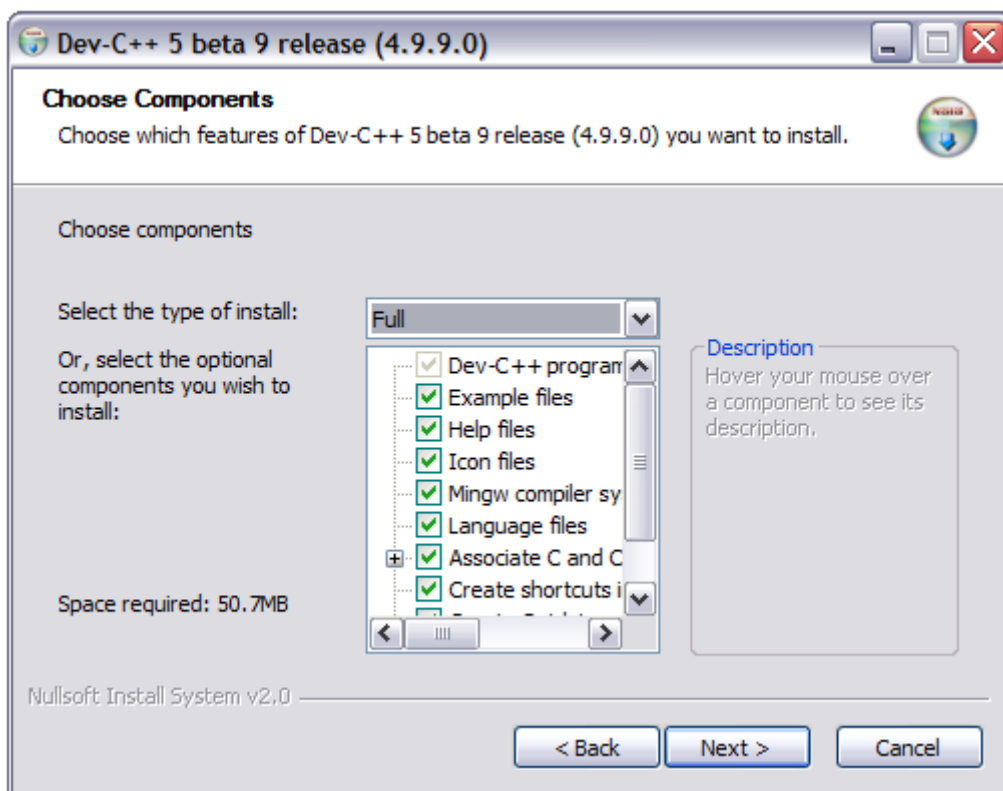 Dev-C++ 5 beta 9 release (4.9.9.0)
Choose Components
Choose which features of Dev-C++ 5 beta 9 release (4.9.9.0) you want to install.
Choose components
Select the type of install:
Full
Or, select the optional
components you wish to
install:
Dev-C++ program
Example files
Help files
Icon files
Mingw compiler sy
Language files
Associate C and C
Create shortcuts i
Description
Hover your mouse over
a component to see its
description.
Space required: 50.7MB
Nullsoft Install System v2.0
< Back
Next >
Cancel